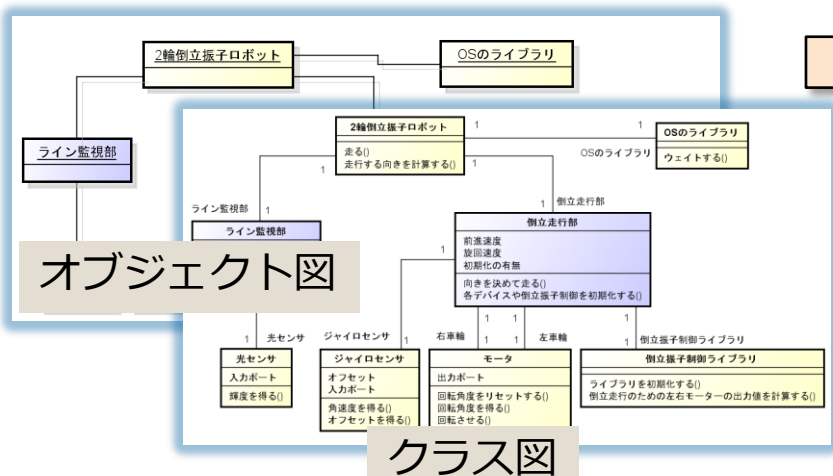 2輪倒立振子ロボット
OSのライブラリ
ライン監視部
オブジェクト図
2輪倒立振子ロボット
走る()
走行する向きを計算する()
1
1
OSのライブラリ
OSのライブラリ
ウェイトする()
1
1
ライン監視部
1
ライン監視部
1
倒立走行部
倒立走行部
前進速度
旋回速度
初期化の有無
向きを決めて走る()
各デバイスや倒立振子制御を初期化する()
1
1
1
1
1
光センサ
1
光センサ
入力ポート
輝度を得る()
ジャイロセンサ
1
ジャイロセンサ
オフセット
入力ポート
角速度を得る()
オフセットを得る()
右車輪
1
1
左車輪
モータ
出力ポート
回転角度をリセットする()
回転角度を得る()
回転させる()
1
倒立振子制御ライブラリ
倒立振子制御ライブラリ
ライブラリを初期化する()
倒立走行のための左右モーターの出力値を計算する()
クラス図